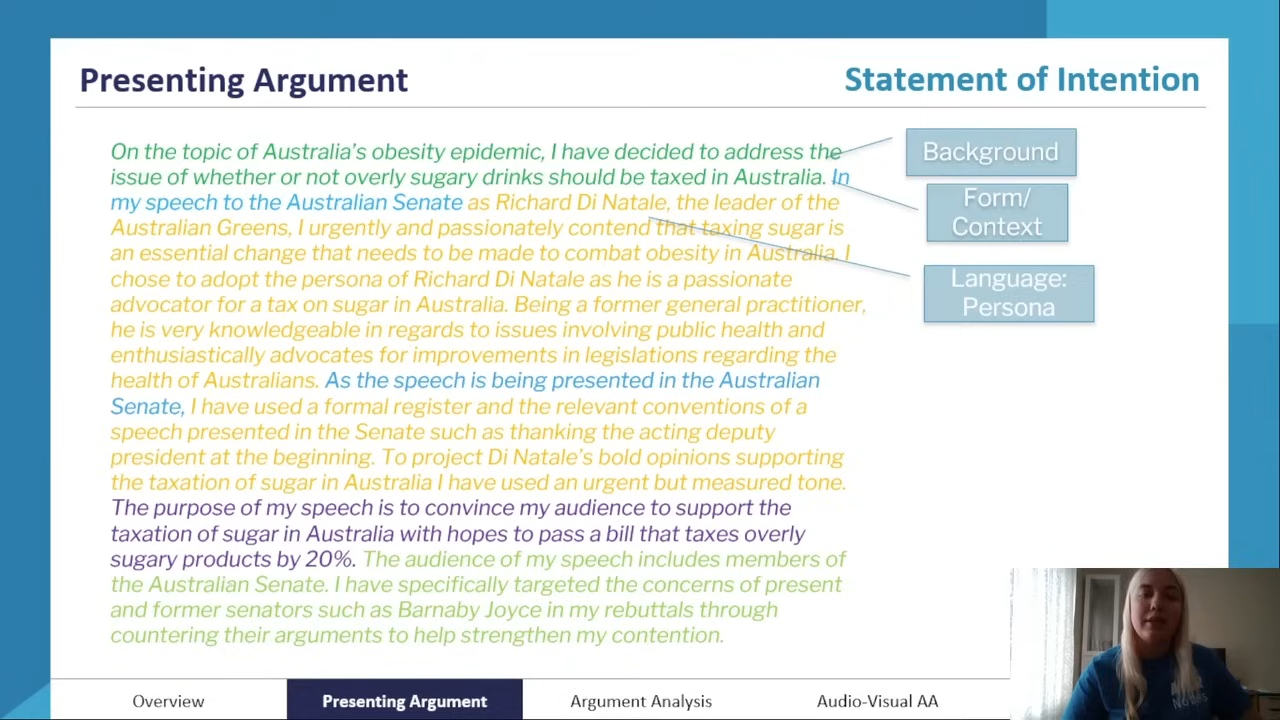 Presenting Argument
Statement of Intention
On the topic of Australia's obesity epidemic, I have decided to address the
issue of whether or not overly sugary drinks should be taxed in Australia. In
my speech to the Australian Senate as Richard Di Natale, the leader of the
Australian Greens, I urgently and passionately contend that taxing sugar is
an essential change that needs to be made to combat obesity in Australia. I
chose to adopt the persona of Richard Di Natale as he is a passionate
advocator for a tax on sugar in Australia. Being a former general practitioner,
he is very knowledgeable in regards to issues involving public health and
enthusiastically advocates for improvements in legislations regarding the
health of Australians. As the speech is being presented in the Australian
Senate, I have used a formal register and the relevant conventions of a
speech presented in the Senate such as thanking the acting deputy
president at the beginning. To project Di Natale's bold opinions supporting
the taxation of sugar in Australia I have used an urgent but measured tone.
The purpose of my speech is to convince my audience to support the
taxation of sugar in Australia with hopes to pass a bill that taxes overly
sugary products by 20%. The audience of my speech includes members of
the Australian Senate. I have specifically targeted the concerns of present
and former senators such as Barnaby Joyce in my rebuttals through
countering their arguments to help strengthen my contention.
Background
Form/
Context
Language:
Persona
Overview
Presenting Argument
Argument Analysis
Audio-Visual AA